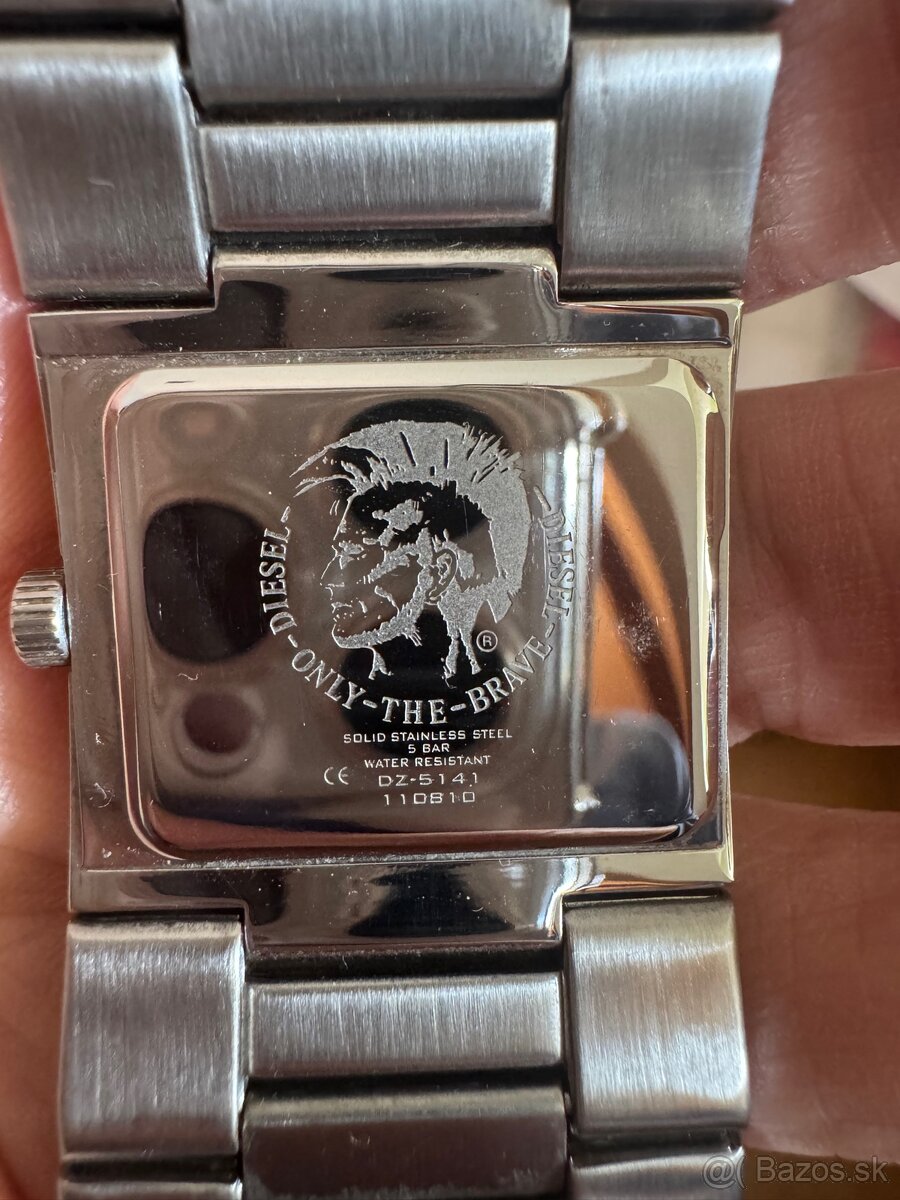 -DIESEL-
-ONLY-THE-BRAVE
-DIESEL-
®
SOLID STAINLESS STEEL
5 BAR
WATER RESISTANT
CE DZ-5141
110810
@ Bazos.sk